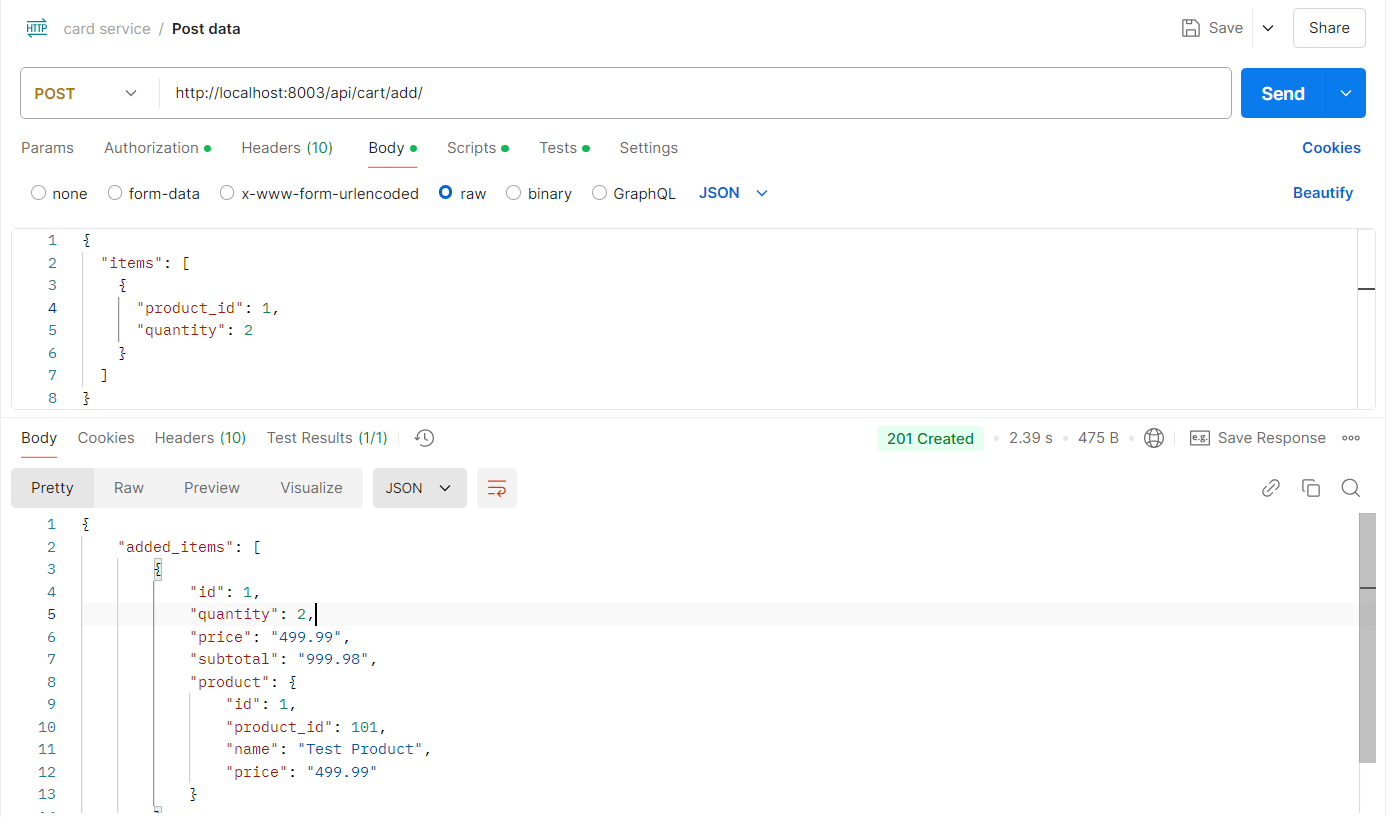 HTTP card service / Post data Save Share
POST http://localhost:8003/api/cart/add/ Send
Params Authorization Headers (10) Body Scripts Tests Settings Cookies
none form-data x-www-form-urlencoded raw binary GraphQL JSON Beautify
1 {
2 "items": [
3 {
4 "product_id": 1,
5 "quantity": 2
6 }
7 ]
8 }
Body Cookies Headers (10) Test Results (1/1) 201 Created • 2.39 s • 475 B • e.g. Save Response
Pretty Raw Preview Visualize JSON
1 {
2 "added_items": [
3 {
4 "id": 1,
5 "quantity": 2,
6 "price": "499.99",
7 "subtotal": "999.98",
8 "product": {
9 "id": 1,
10 "product_id": 101,
11 "name": "Test Product",
12 "price": "499.99"
13 }